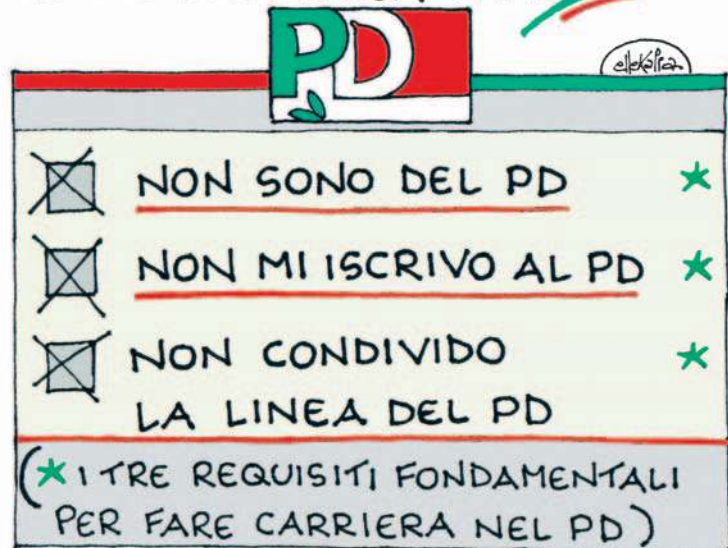 PD
ellekappa
NON SONO DEL PD *
NON MI ISCRIVO AL PD *
NON CONDIVIDO *
LA LINEA DEL PD
(* I TRE REQUISITI FONDAMENTALI
PER FARE CARRIERA NEL PD)